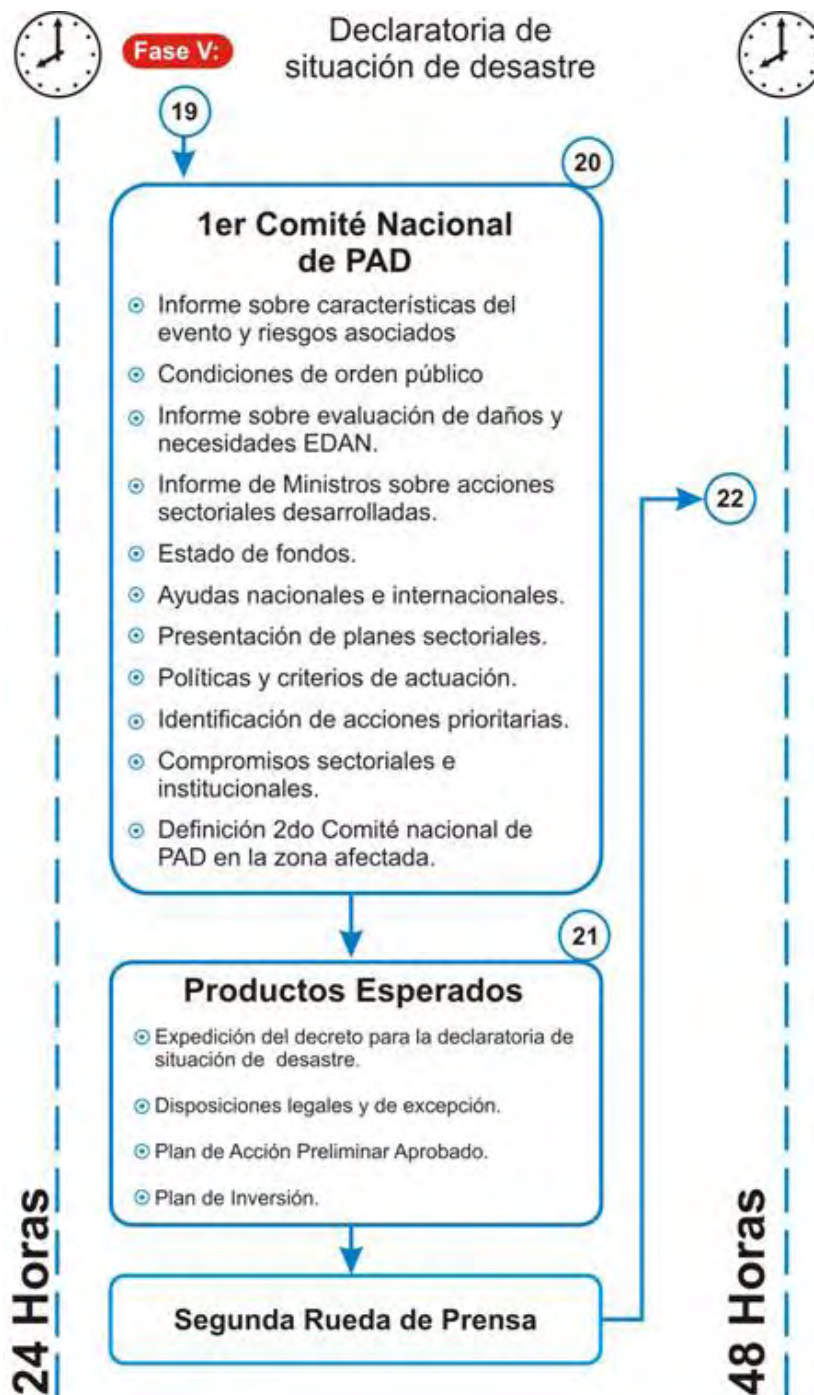 Fase V:
Declaratoria de
situación de desastre
19
20
1er Comité Nacional
de PAD
Informe sobre características del
evento y riesgos asociados
Condiciones de orden público
Informe sobre evaluación de daños y
necesidades EDAN.
Informe de Ministros sobre acciones
sectoriales desarrolladas.
Estado de fondos.
Ayudas nacionales e internacionales.
Presentación de planes sectoriales.
Políticas y criterios de actuación.
Identificación de acciones prioritarias.
Compromisos sectoriales e
institucionales.
Definición 2do Comité nacional de
PAD en la zona afectada.
22
21
Productos Esperados
Expedición del decreto para la declaratoria de
situación de desastre.
Disposiciones legales y de excepción.
Plan de Acción Preliminar Aprobado.
Plan de Inversión.
Segunda Rueda de Prensa
24 Horas
48 Horas